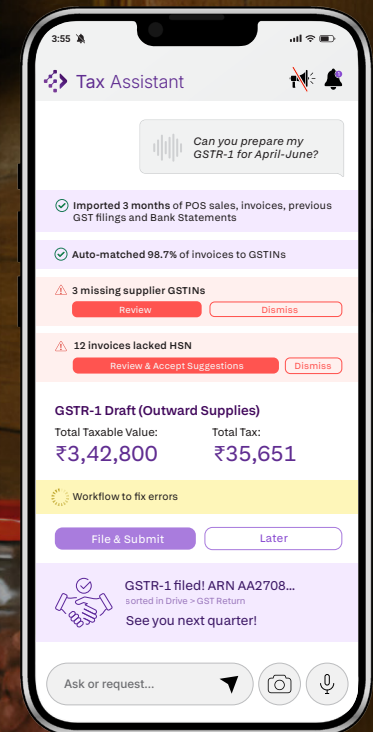 3:55
Tax Assistant
Can you prepare my
GSTR-1 for April-June?
Imported 3 months of POS sales, invoices, previous
GST filings and Bank Statements
Auto-matched 98.7% of invoices to GSTINs
3 missing supplier GSTINs
Review
Dismiss
12 invoices lacked HSN
Review & Accept Suggestions
Dismiss
GSTR-1 Draft (Outward Supplies)
Total Taxable Value:
Total Tax:
₹3,42,800
₹35,651
Workflow to fix errors
File & Submit
Later
GSTR-1 filed! ARN AA2708...
sorted in Drive > GST Return
See you next quarter!
Ask or request...